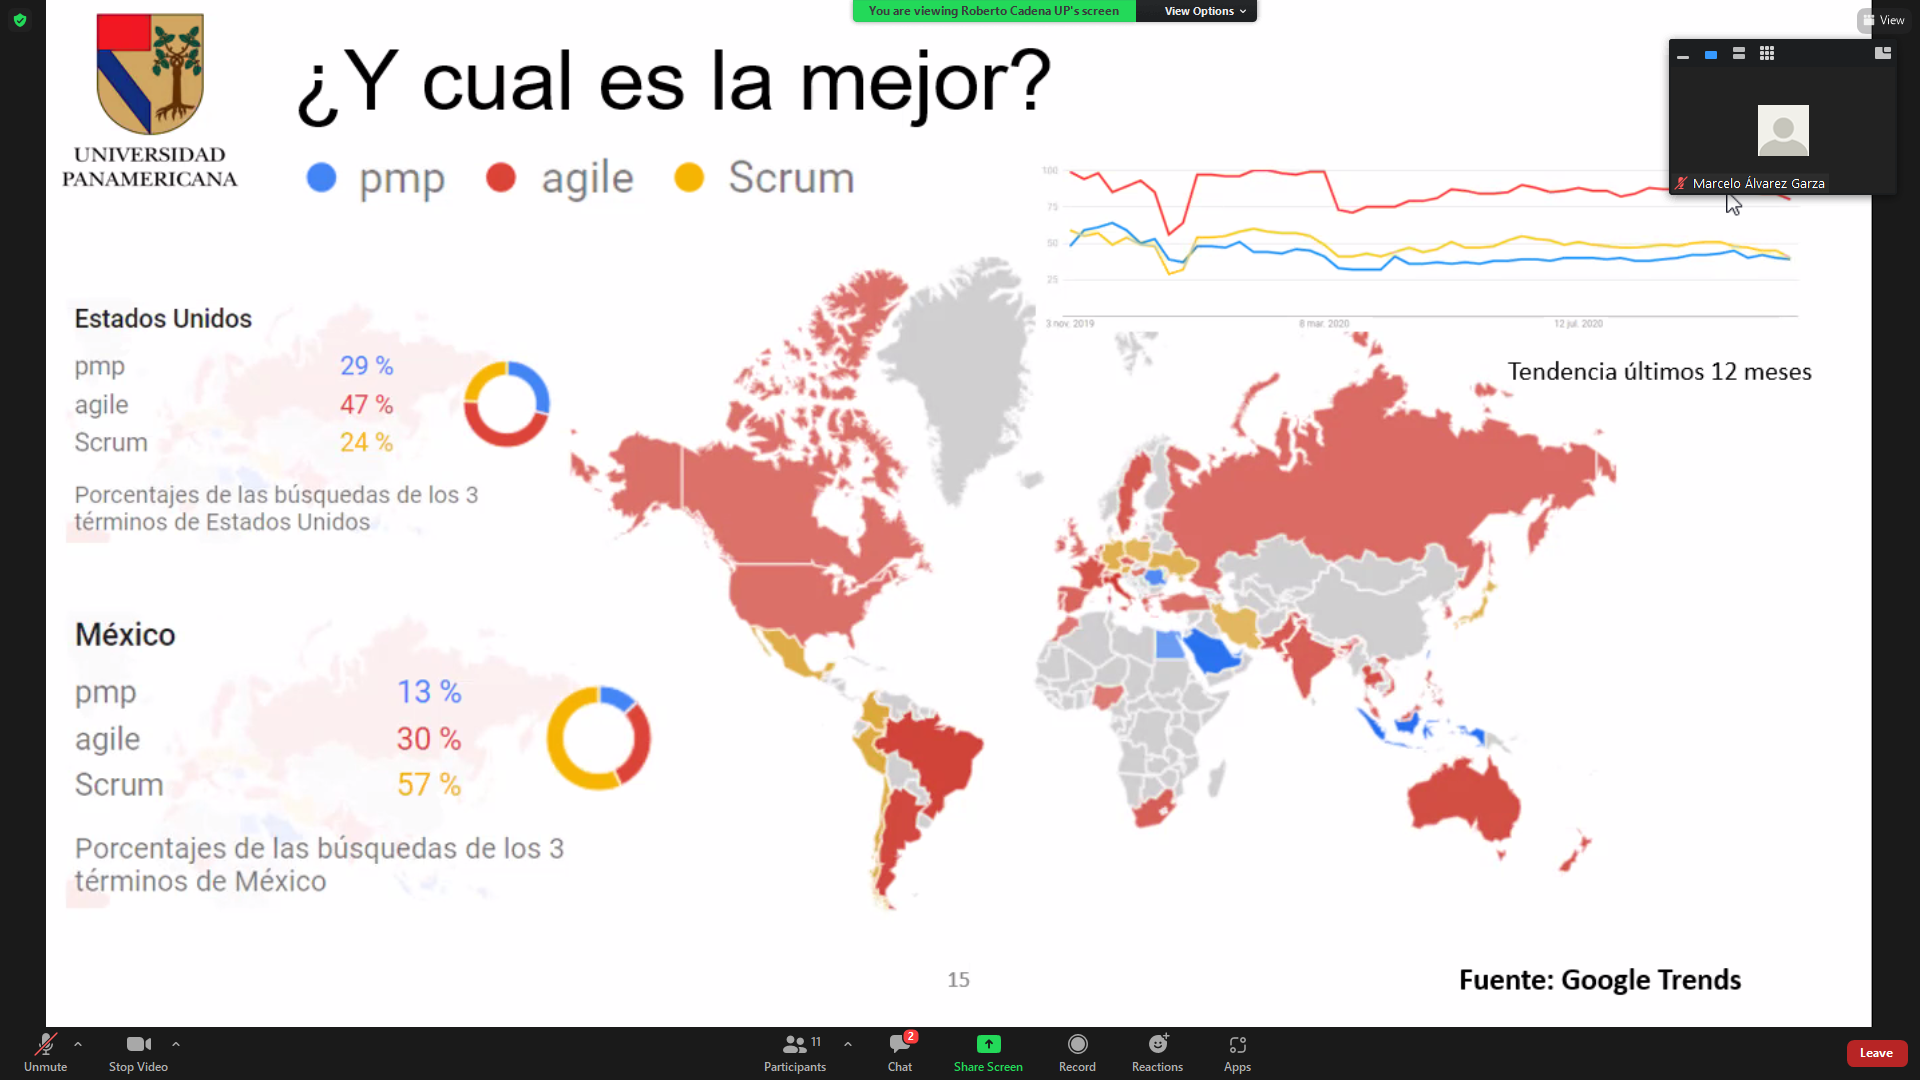 You are viewing Roberto Cadena UP's screen
View Options
View
Marcelo Álvarez Garza
UNIVERSIDAD
PANAMERICANA
¿Y cual es la mejor?
pmp agile Scrum
100
75
50
25
3 nov. 2019 8 mar. 2020 12 jul. 2020
Tendencia últimos 12 meses
Estados Unidos
pmp 29 %
agile 47 %
Scrum 24 %
Porcentajes de las búsquedas de los 3
términos de Estados Unidos
México
pmp 13 %
agile 30 %
Scrum 57 %
Porcentajes de las búsquedas de los 3
términos de México
15
Fuente: Google Trends
Unmute
Stop Video
Participants 11
Chat 2
Share Screen
Record
Reactions
Apps
Leave